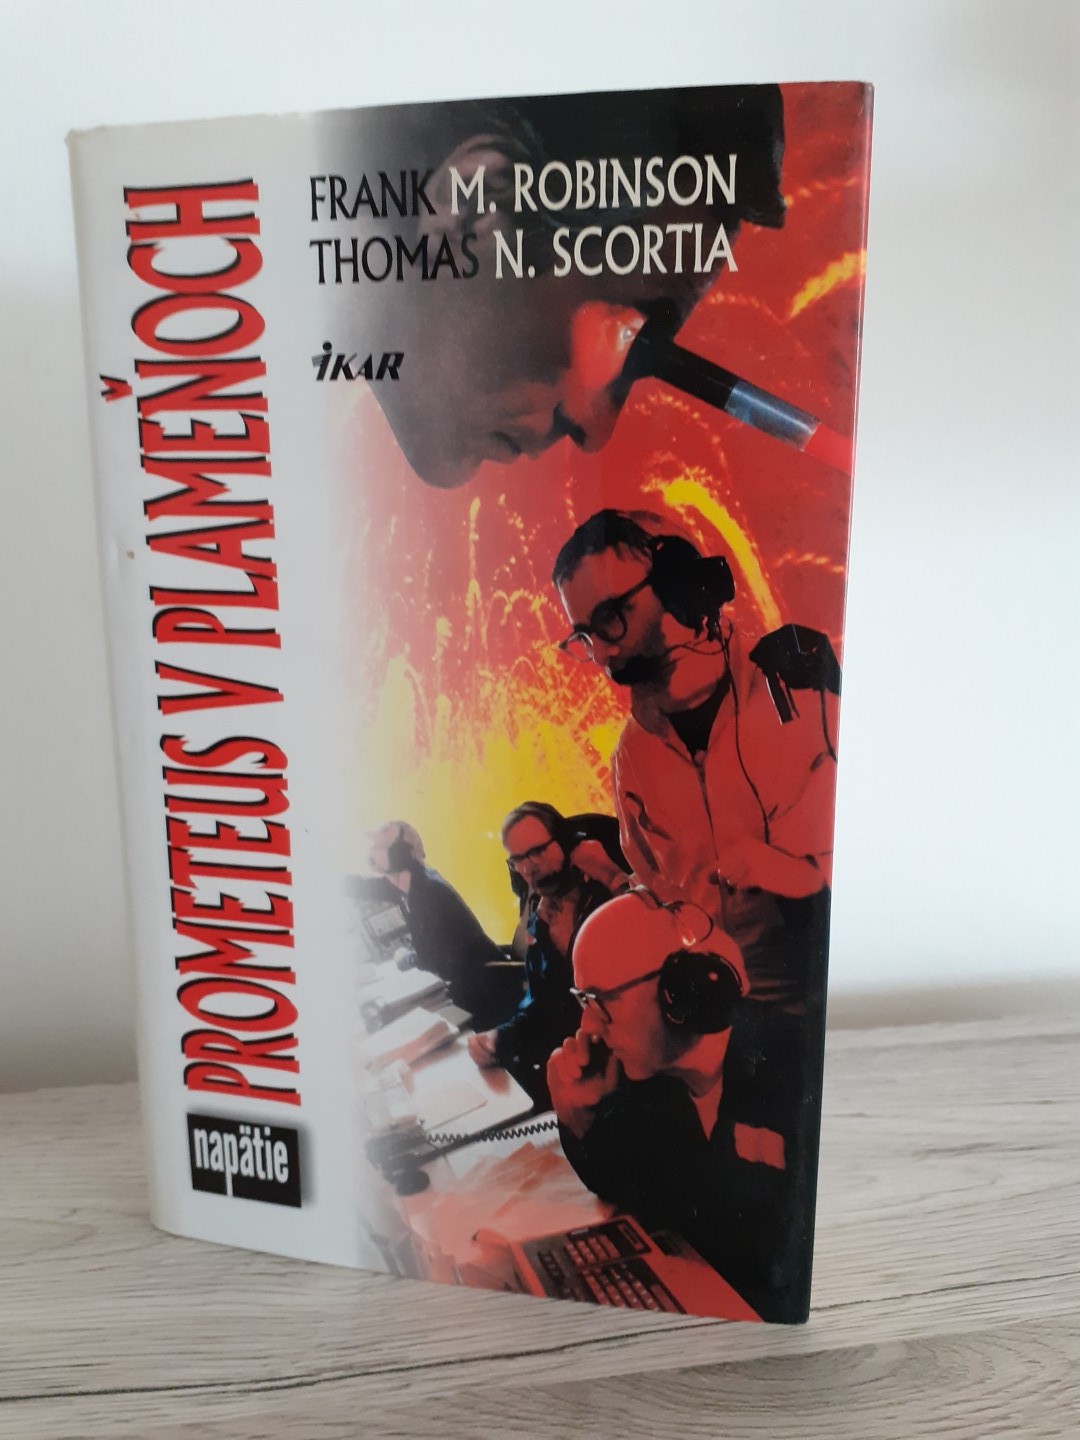 FRANK M. ROBINSON
THOMAS N. SCORTIA
iKAR
PROMETEUS V PLAMEŇOCH
napätie